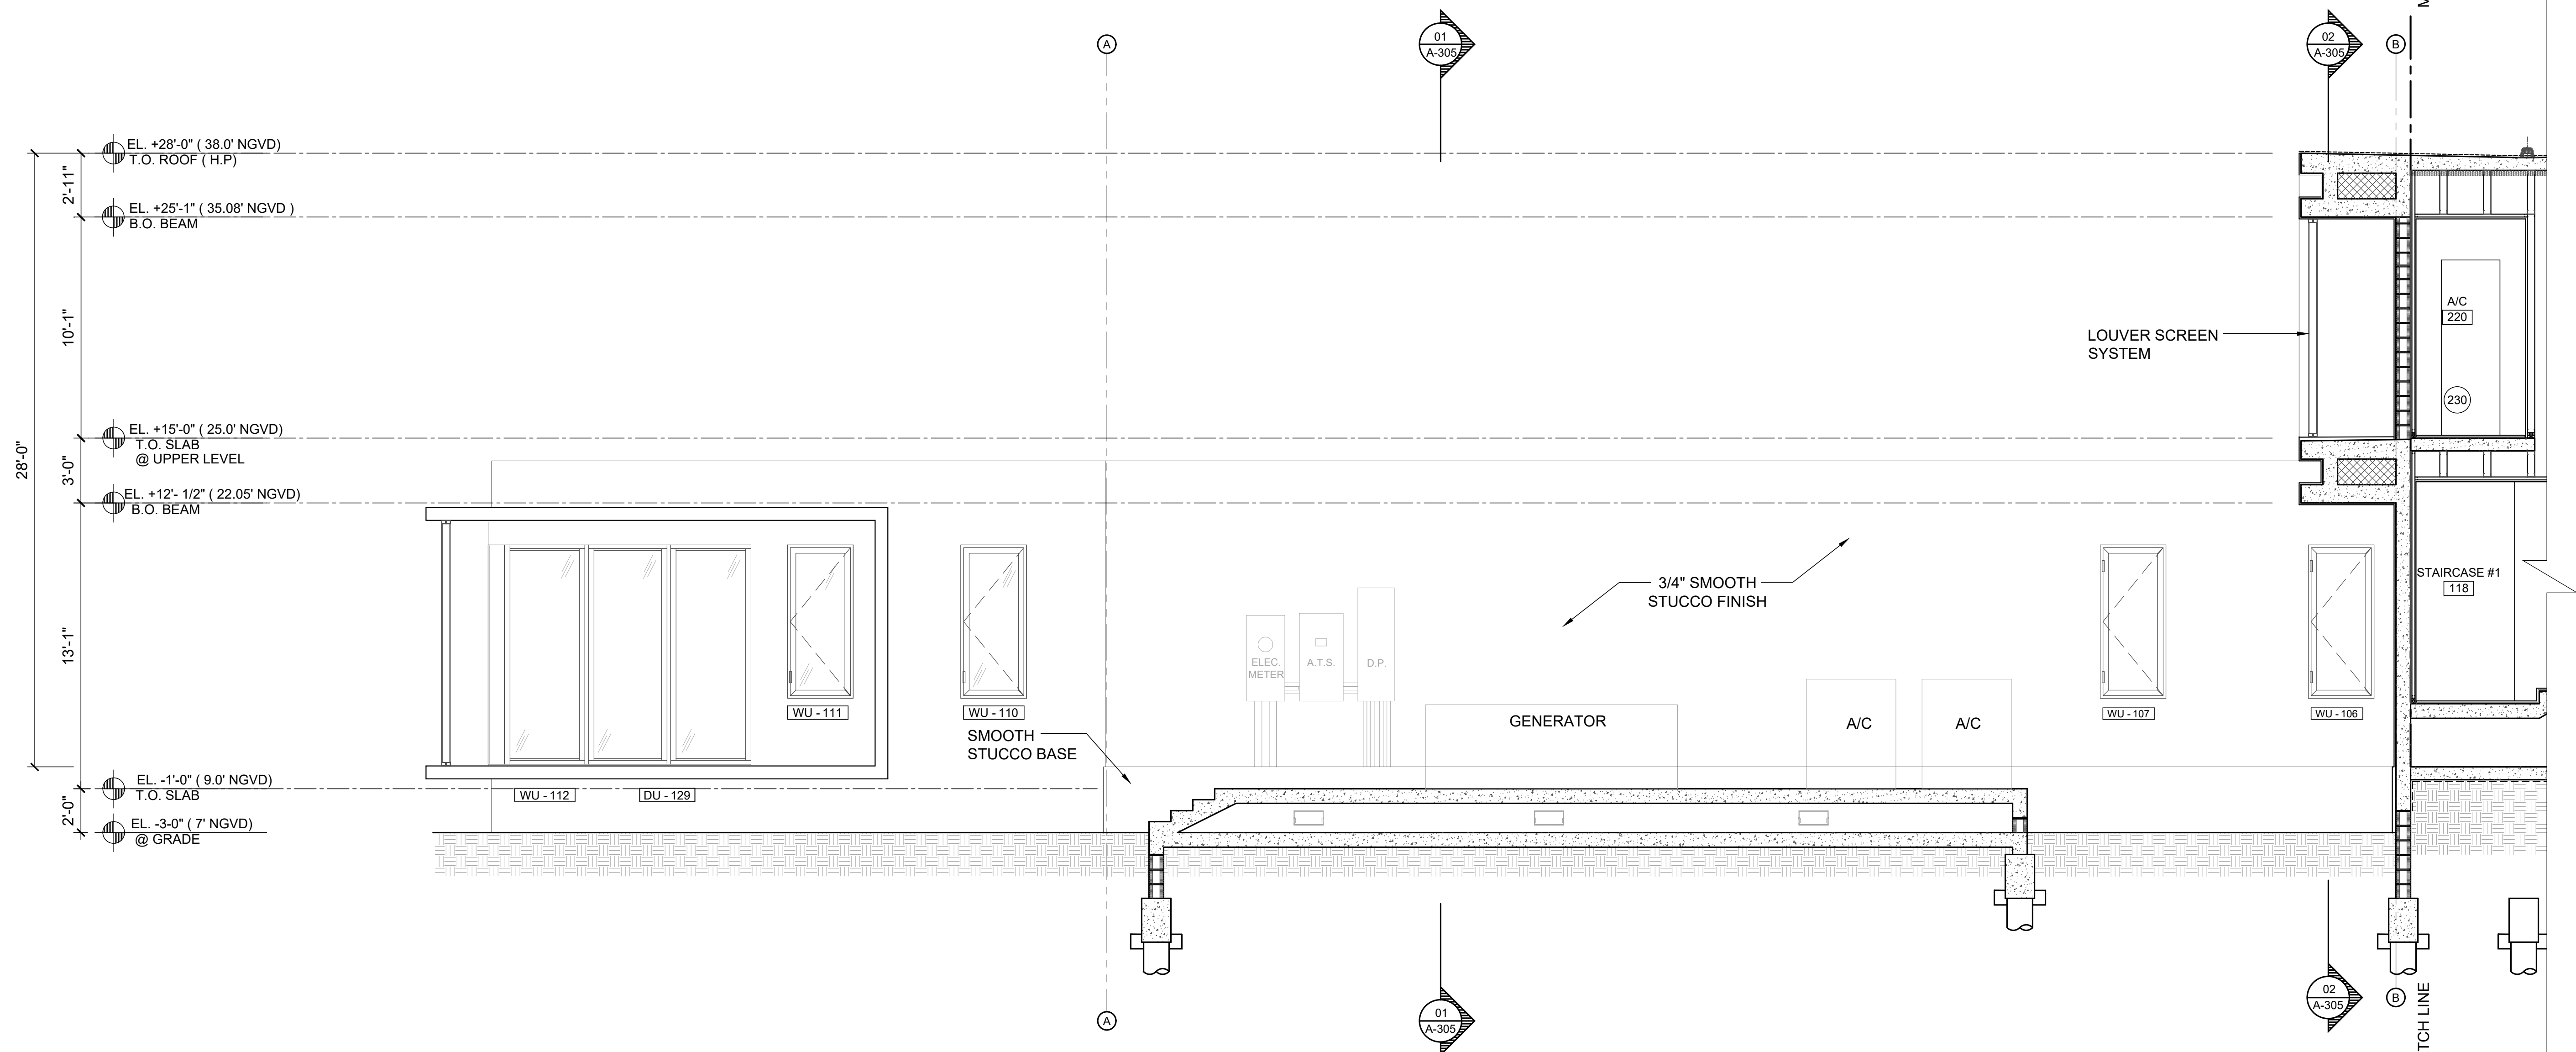 A
01
A-305
02
A-305
B
EL. +28'-0" ( 38.0' NGVD)
T.O. ROOF ( H.P)
2'-11"
EL. +25'-1" ( 35.08' NGVD )
B.O. BEAM
10'-1"
A/C
220
LOUVER SCREEN
SYSTEM
230
EL. +15'-0" ( 25.0' NGVD)
T.O. SLAB
@ UPPER LEVEL
28'-0"
3'-0"
EL. +12'- 1/2" ( 22.05' NGVD)
B.O. BEAM
3/4" SMOOTH
STUCCO FINISH
STAIRCASE #1
118
13'-1"
ELEC.
METER
A.T.S.
D.P.
WU - 111
WU - 110
WU - 107
WU - 106
GENERATOR
A/C
A/C
SMOOTH
STUCCO BASE
EL. -1'-0" ( 9.0' NGVD)
T.O. SLAB
WU - 112
DU - 129
2'-0"
EL. -3-0" ( 7' NGVD)
@ GRADE
A
01
A-305
02
A-305
B
TCH LINE